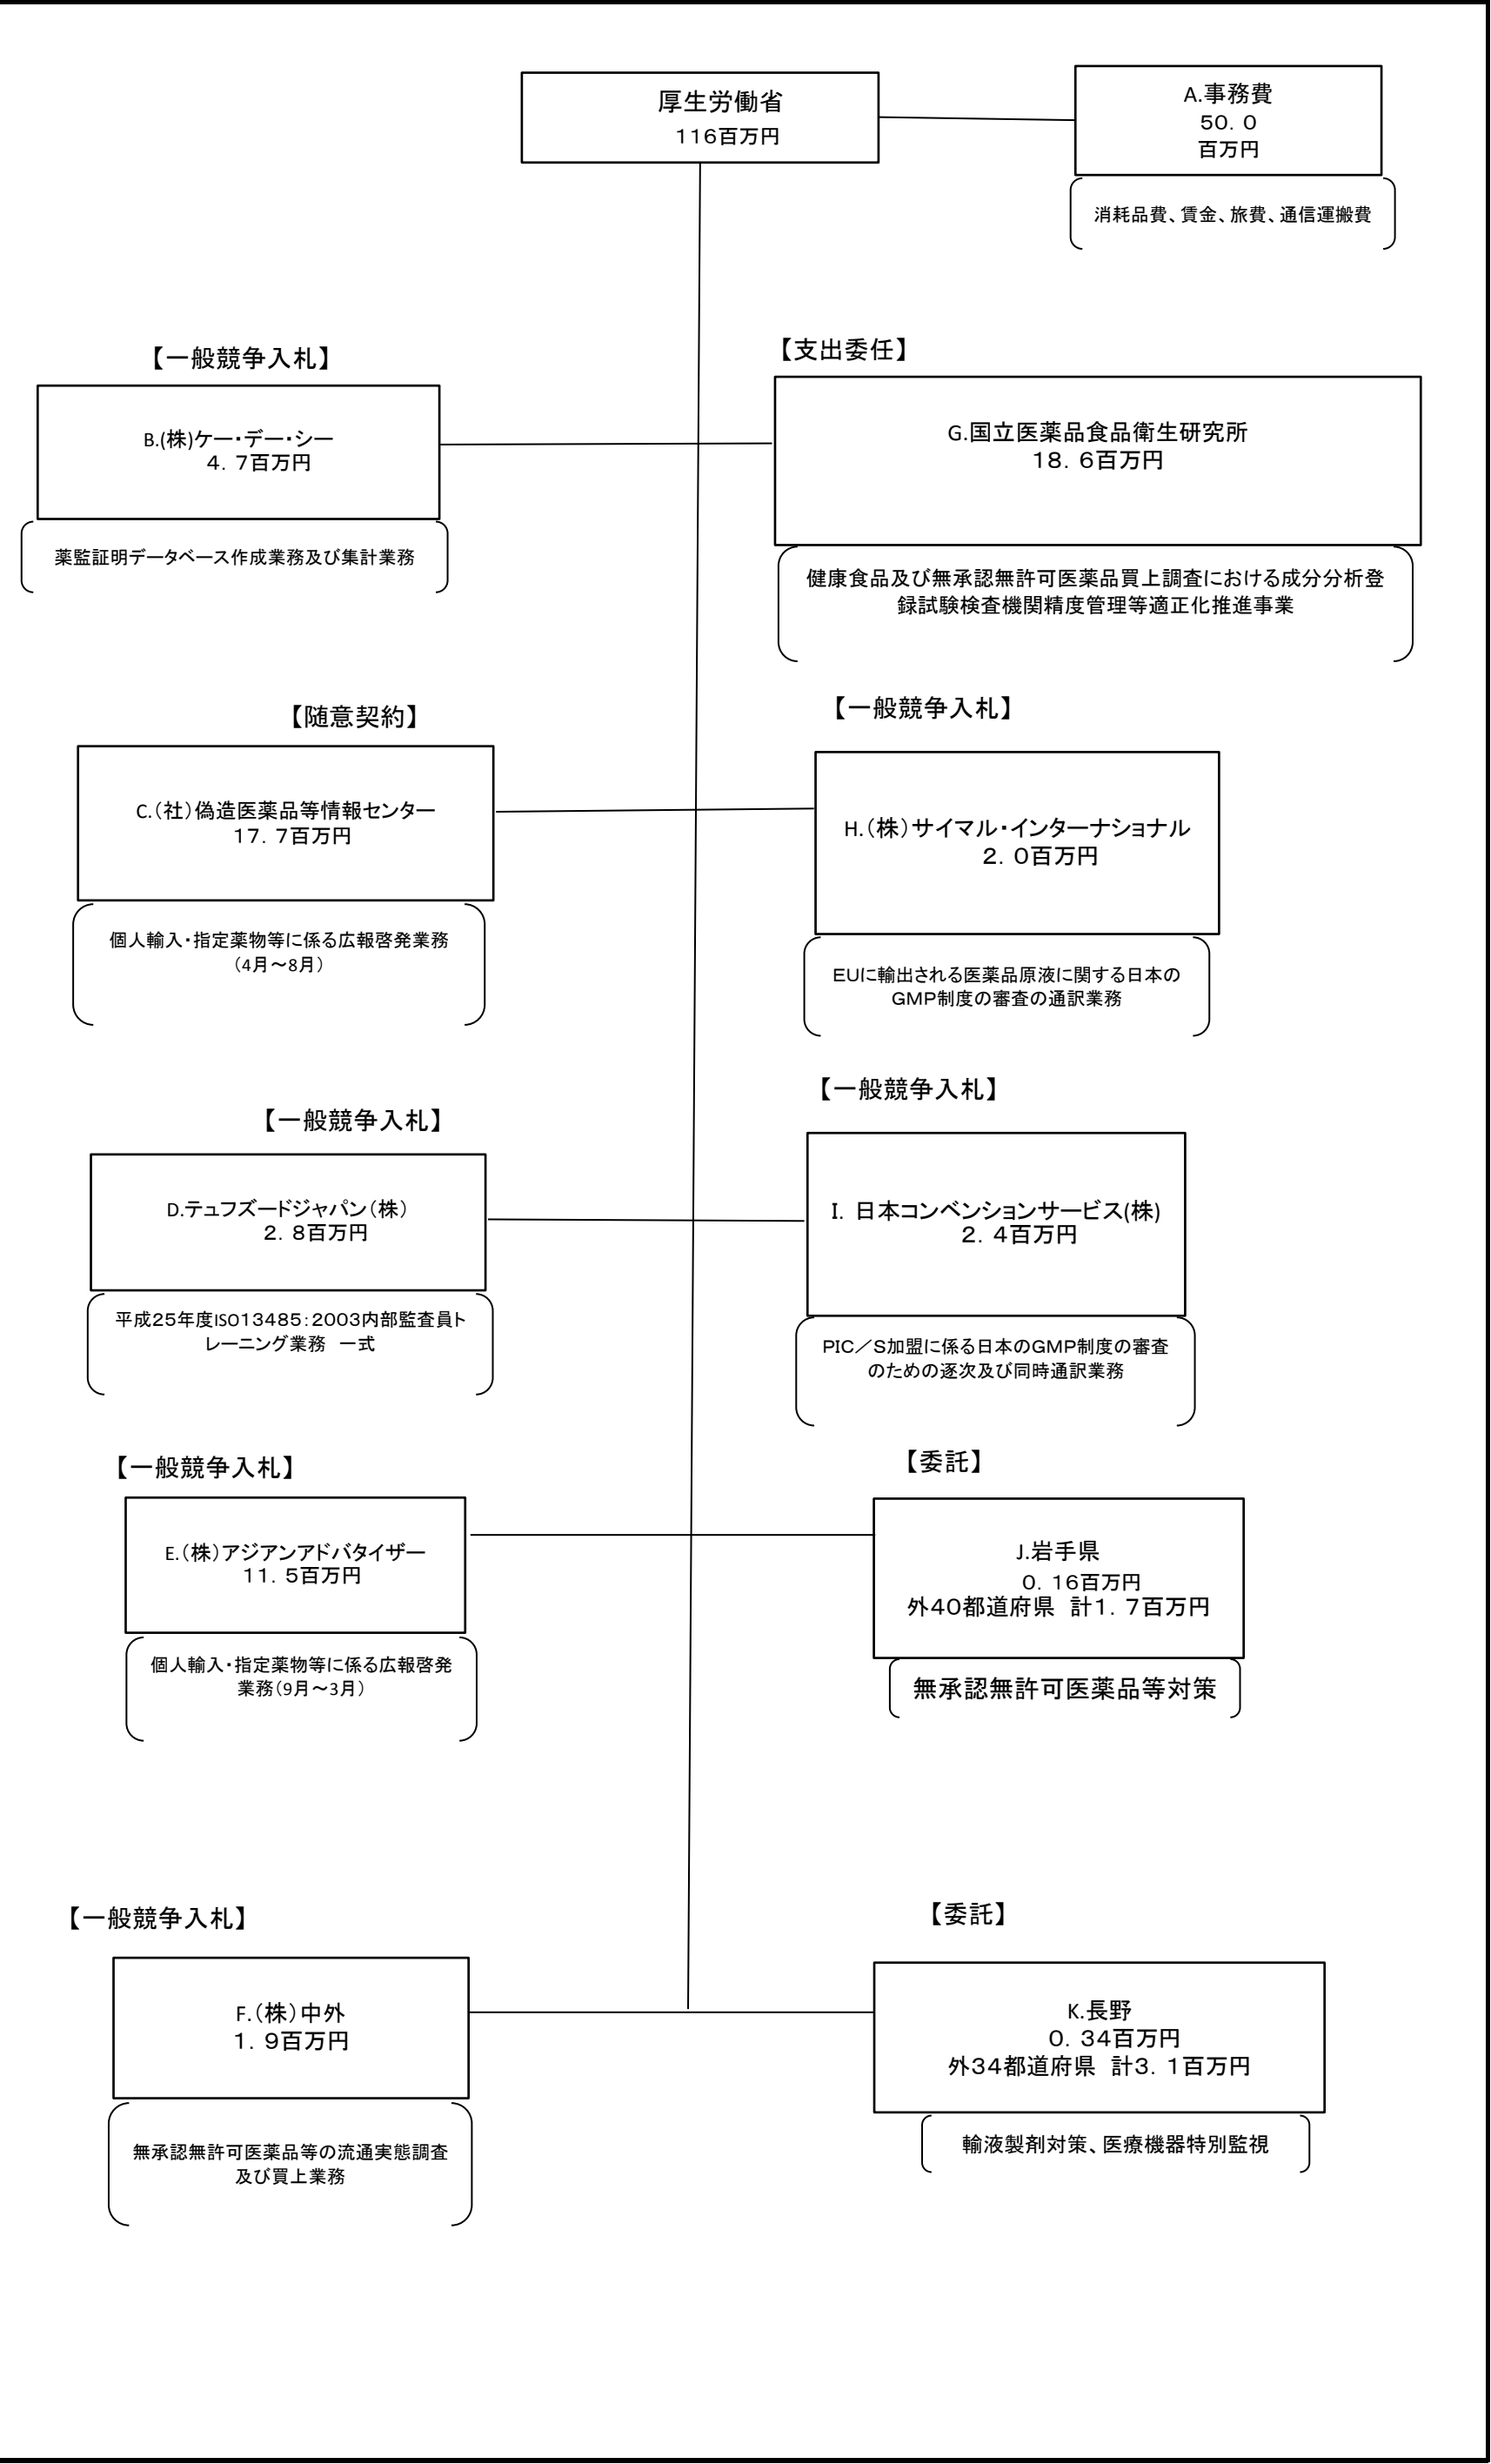 厚生労働省
116百万円
A.事務費
50．0
百万円
消耗品費、賃金、旅費、通信運搬費
【一般競争入札】
B.(株)ケー・デー・シー
4．7百万円
薬監証明データベース作成業務及び集計業務
【支出委任】
G.国立医薬品食品衛生研究所
18．6百万円
健康食品及び無承認無許可医薬品買上調査における成分分析登
録試験検査機関精度管理等適正化推進事業
【随意契約】
C.（社）偽造医薬品等情報センター
17．7百万円
個人輸入・指定薬物等に係る広報啓発業務
（4月～8月）
【一般競争入札】
H.（株）サイマル・インターナショナル
2．0百万円
EUに輸出される医薬品原液に関する日本の
GMP制度の審査の通訳業務
【一般競争入札】
D.テュフズードジャパン（株）
2．8百万円
平成25年度ISO13485：2003内部監査員ト
レーニング業務　一式
【一般競争入札】
I．日本コンベンションサービス(株)
2．4百万円
PIC／S加盟に係る日本のGMP制度の審査
のための逐次及び同時通訳業務
【一般競争入札】
E.（株）アジアンアドバタイザー
11．5百万円
個人輸入・指定薬物等に係る広報啓発
業務（9月～3月）
【委託】
J.岩手県
0．16百万円
外40都道府県　計1．7百万円
無承認無許可医薬品等対策
【一般競争入札】
F.（株）中外
1．9百万円
無承認無許可医薬品等の流通実態調査
及び買上業務
【委託】
K.長野
0．34百万円
外34都道府県　計3．1百万円
輸液製剤対策、医療機器特別監視